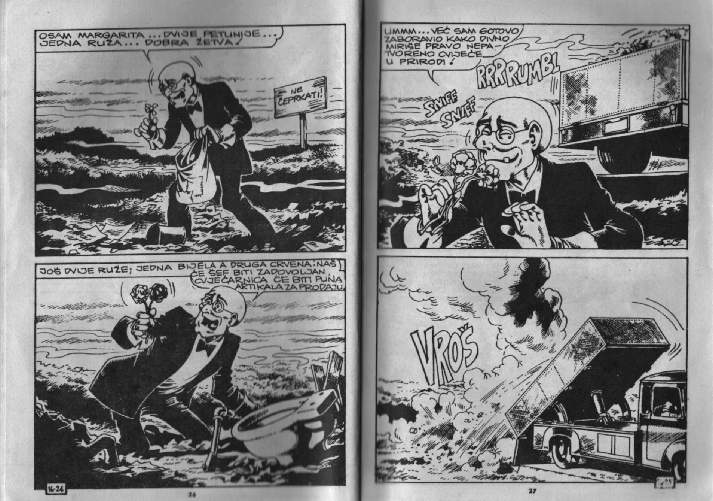 OSAM MARGARITA... DVIJE PETUNIJE...
JEDNA RUŽA... DOBRA ŽETVA!
NE
ČEPRKATI!
JOŠ DVIJE RUŽE; JEDNA BIJELA A DRUGA CRVENA: NAŠ
ĆE ŠEF BITI ZADOVOLJAN.
CVJEĆARNICA ĆE BITI PUNA
ARTIKALA ZA PRODAJU.
26
UMMM... VEĆ SAM GOTOVO
ZABORAVIO KAKO DIVNO
MIRIŠE PRAVO NEPA-
TVORENO CVIJEĆE
U PRIRODI!
RRRRUMBL
SNIFF
SNIFF
VROŠ
27